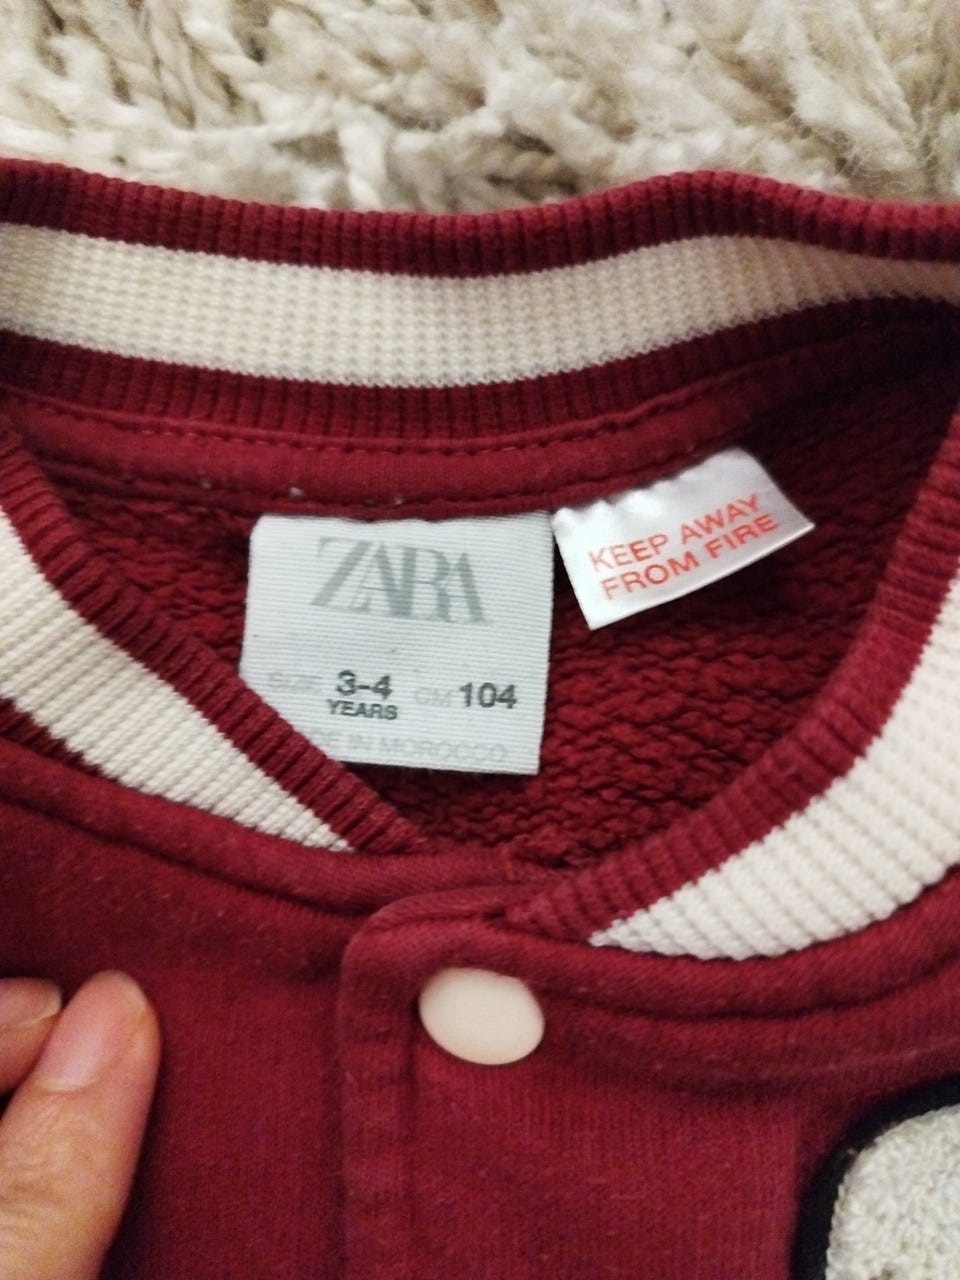 ZARA
SIZE 3-4 CM 104
YEARS
IN MOROCCO
KEEP AWAY
FROM FIRE